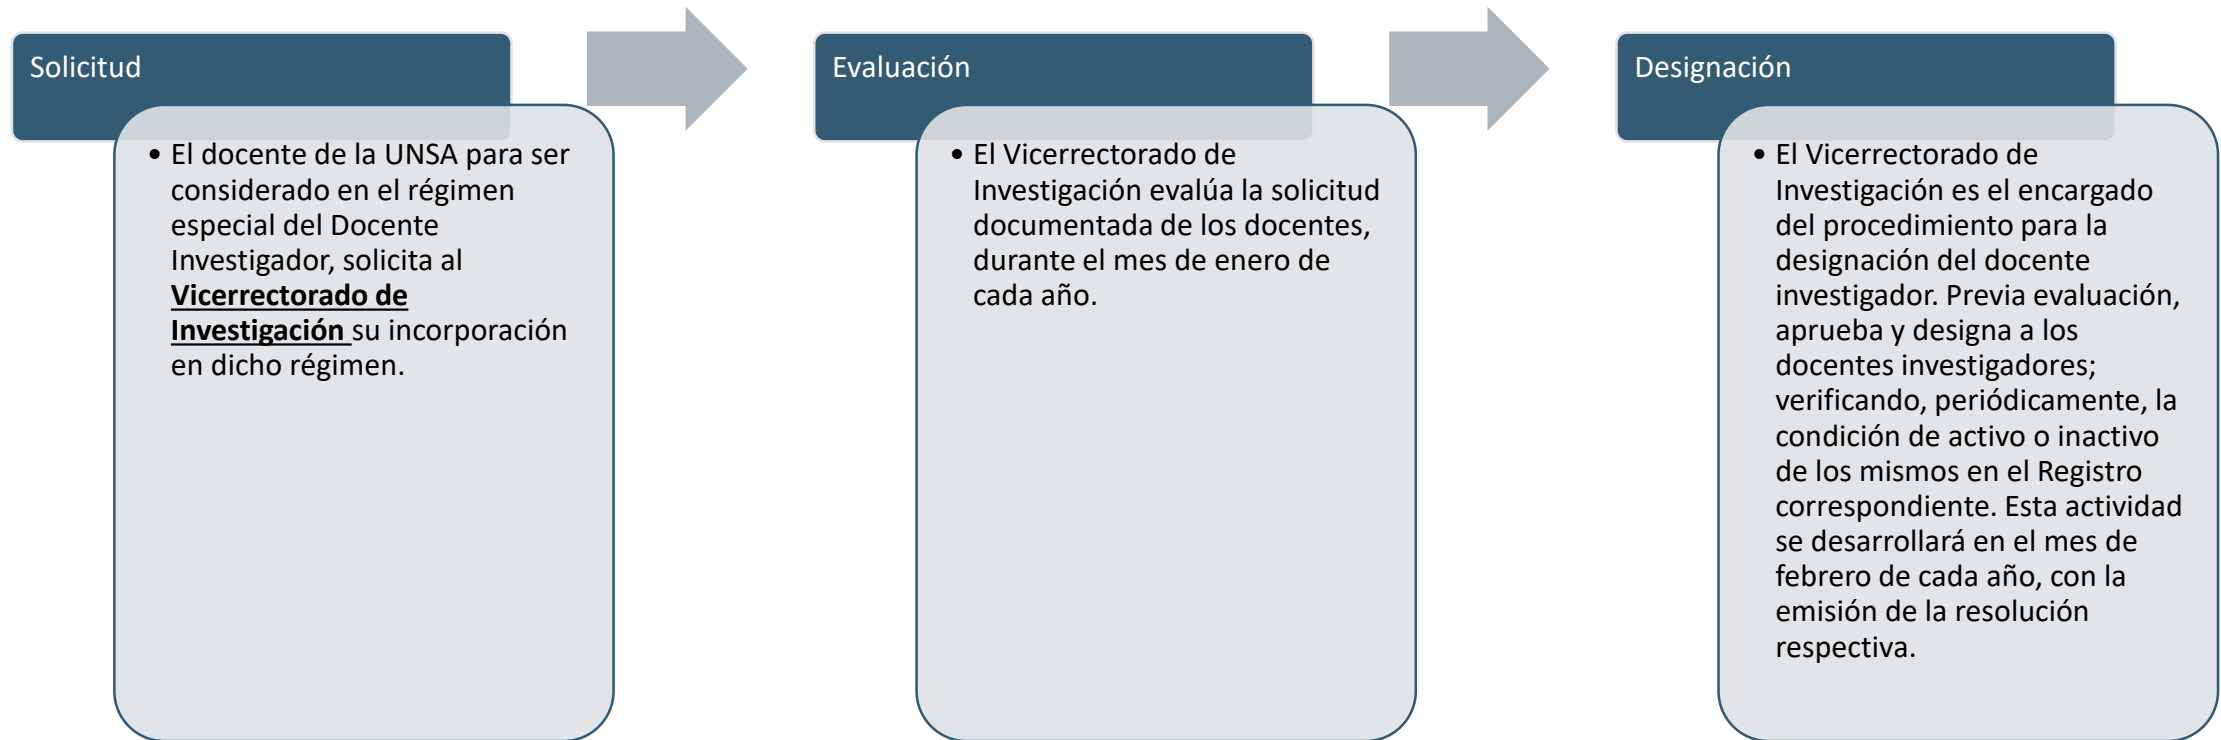 Solicitud
• El docente de la UNSA para ser
considerado en el régimen
especial del Docente
Investigador, solicita al
Vicerrectorado de
Investigación su incorporación
en dicho régimen.
Evaluación
• El Vicerrectorado de
Investigación evalúa la solicitud
documentada de los docentes,
durante el mes de enero de
cada año.
Designación
• El Vicerrectorado de
Investigación es el encargado
del procedimiento para la
designación del docente
investigador. Previa evaluación,
aprueba y designa a los
docentes investigadores;
verificando, periódicamente, la
condición de activo o inactivo
de los mismos en el Registro
correspondiente. Esta actividad
se desarrollará en el mes de
febrero de cada año, con la
emisión de la resolución
respectiva.